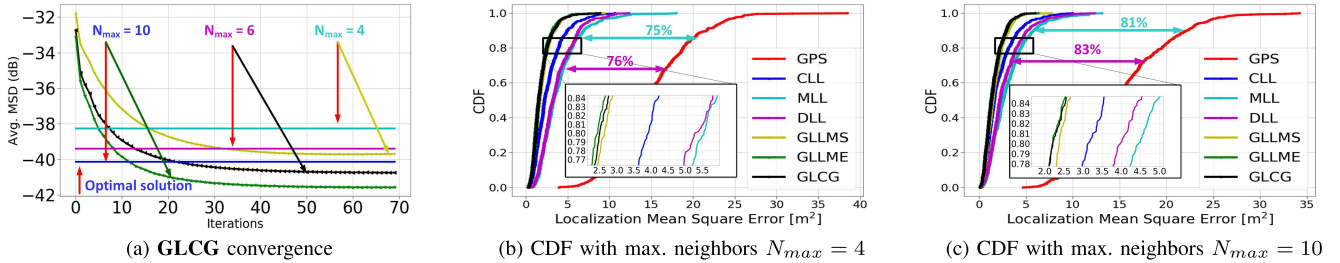 Avg. MSD (dB)
−32
−34
−36
−38
−40
−42
N_max = 10
N_max = 6
N_max = 4
Optimal solution
0 10 20 30 40 50 60 70
Iterations
(a) GLCG convergence
CDF
1.0
0.8
0.6
0.4
0.2
0.0
75%
76%
GPS
CLL
MLL
DLL
GLLMS
GLLME
GLCG
0.84
0.83
0.82
0.81
0.80
0.79
0.78
0.77
2.5 3.0 3.5 4.0 4.5 5.0 5.5
0 5 10 15 20 25 30 35 40
Localization Mean Square Error [m²]
(b) CDF with max. neighbors N_max = 4
CDF
1.0
0.8
0.6
0.4
0.2
0.0
81%
83%
GPS
CLL
MLL
DLL
GLLMS
GLLME
GLCG
0.84
0.83
0.82
0.81
0.80
0.79
0.78
2.0 2.5 3.0 3.5 4.0 4.5 5.0
0 5 10 15 20 25 30 35
Localization Mean Square Error [m²]
(c) CDF with max. neighbors N_max = 10